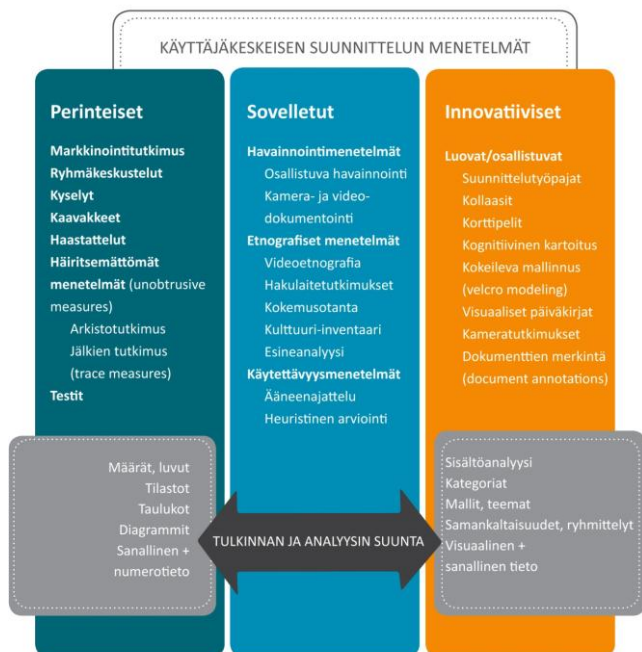 KÄYTTÄJÄKESKEISEN SUUNNITTELUN MENETELMÄT
Perinteiset
Markkinointitutkimus
Ryhmäkeskustelut
Kyselyt
Kaavakkeet
Haastattelut
Häiritsemättömät
menetelmät (unobtrusive
measures)
Arkistotutkimus
Jälkien tutkimus
(trace measures)
Testit
Määrät, luvut
Tilastot
Taulukot
Diagrammit
Sanallinen +
numerotieto
Sovelletut
Havainnointimenetelmät
Osallistuva havainnointi
Kamera- ja video-
dokumentointi
Etnografiset menetelmät
Videoetnografia
Hakulaitetutkimukset
Kokemusotanta
Kulttuuri-inventaari
Esineanalyysi
Käytettävyysmenetelmät
Ääneenajattelu
Heuristinen arviointi
TULKINNAN JA ANALYYSIN SUUNTA
Innovatiiviset
Luovat/osallistuvat
Suunnittelutyöpajat
Kollaasit
Korttipelit
Kognitiivinen kartoitus
Kokeileva mallinnus
(velcro modeling)
Visuaaliset päiväkirjat
Kameratutkimukset
Dokumenttien merkintä
(document annotations)
Sisältöanalyysi
Kategoriat
Mallit, teemat
Samankaltaisuudet, ryhmittelyt
Visuaalinen +
sanallinen tieto